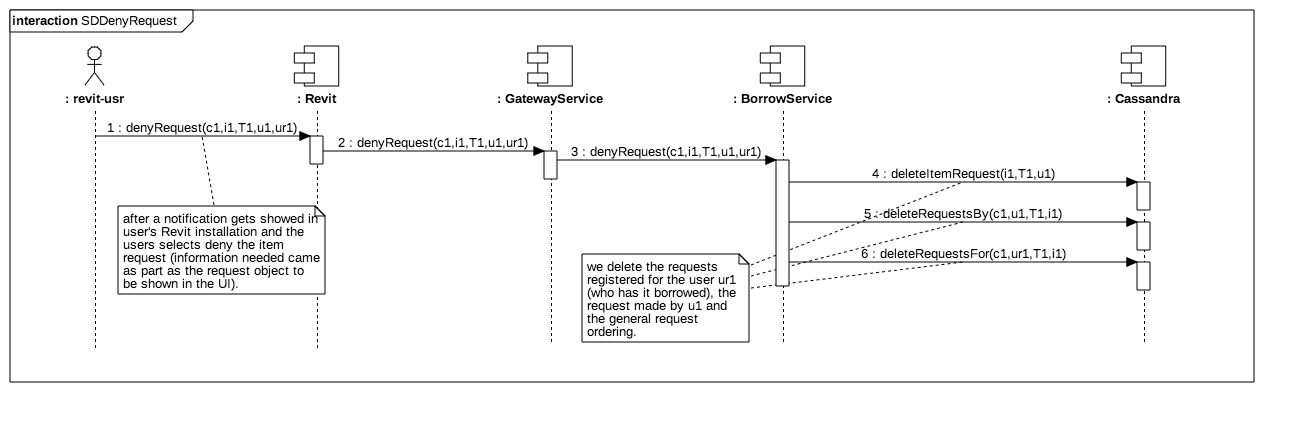 interaction SDDenyRequest
: revit-usr
: Revit
: GatewayService
: BorrowService
: Cassandra
1 : denyRequest(c1,i1,T1,u1,ur1)
2 : denyRequest(c1,i1,T1,u1,ur1)
3 : denyRequest(c1,i1,T1,u1,ur1)
4 : deleteItemRequest(i1,T1,u1)
5 : deleteRequestsBy(c1,u1,T1,i1)
6 : deleteRequestsFor(c1,ur1,T1,i1)
after a notification gets showed in
user's Revit installation and the
users selects deny the item
request (information needed came
as part as the request object to
be shown in the UI).
we delete the requests
registered for the user ur1
(who has it borrowed), the
request made by u1 and
the general request
ordering.